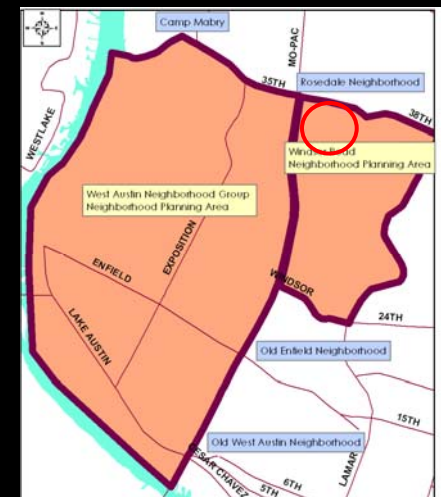 Camp Mabry
MO-PAC
35TH
Rosedale Neighborhood
38TH
WESTLAKE
Windsor Road
Neighborhood Planning Area
West Austin Neighborhood Group
Neighborhood Planning Area
EXPOSITION
ENFIELD
WINDSOR
LAKE AUSTIN
24TH
Old Enfield Neighborhood
15TH
Old West Austin Neighborhood
LAMAR
CESAR CHAVEZ
6TH
5TH